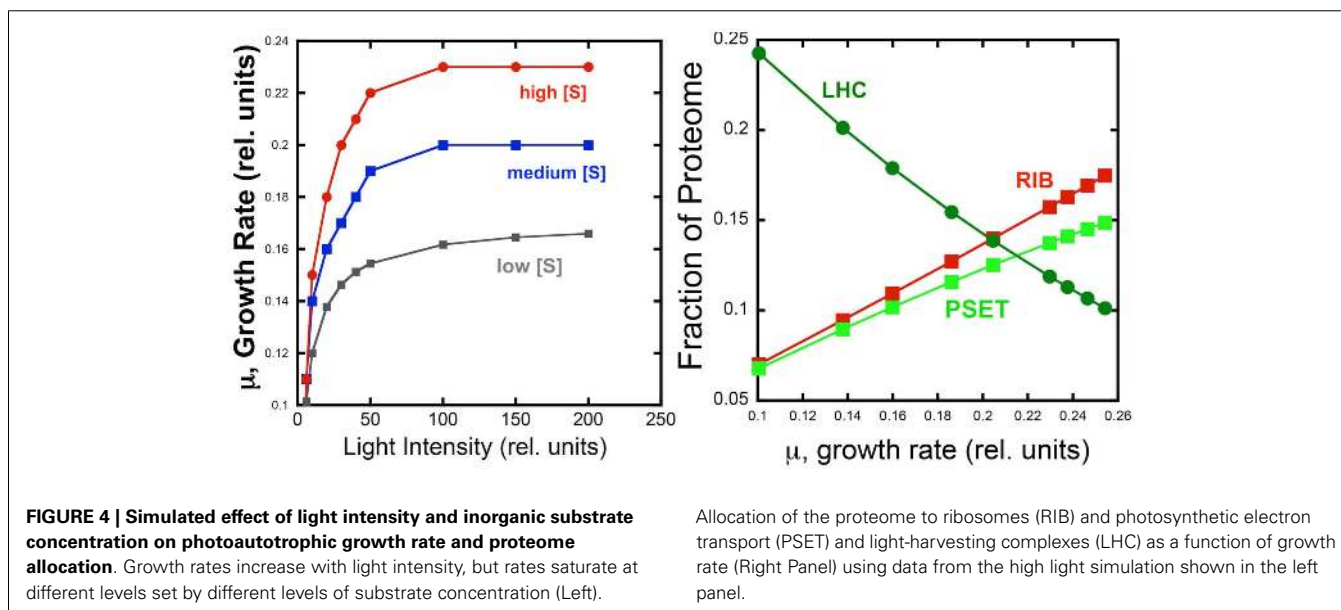 μ, Growth Rate (rel. units)
0.24
0.22
0.2
0.18
0.16
0.14
0.12
0.1
high [S]
medium [S]
low [S]
0 50 100 150 200 250
Light Intensity (rel. units)
Fraction of Proteome
0.25
0.2
0.15
0.1
0.05
LHC
RIB
PSET
0.1 0.12 0.14 0.16 0.18 0.2 0.22 0.24 0.26
μ, growth rate (rel. units)
FIGURE 4 | Simulated effect of light intensity and inorganic substrate
concentration on photoautotrophic growth rate and proteome
allocation. Growth rates increase with light intensity, but rates saturate at
different levels set by different levels of substrate concentration (Left).
Allocation of the proteome to ribosomes (RIB) and photosynthetic electron
transport (PSET) and light-harvesting complexes (LHC) as a function of growth
rate (Right Panel) using data from the high light simulation shown in the left
panel.